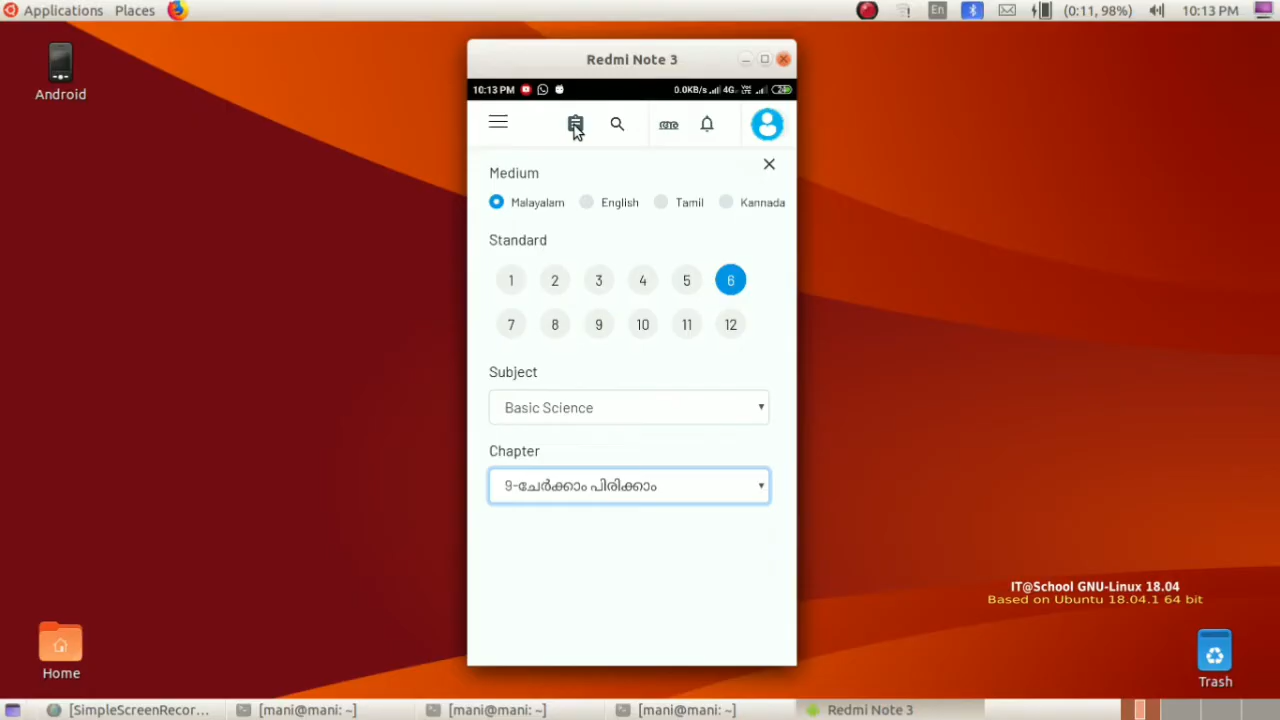 Applications Places En (0:11, 98%) 10:13 PM
Android
Redmi Note 3
10:13 PM 0.0KB/s 4G
അ
Medium
Malayalam English Tamil Kannada
Standard
1 2 3 4 5 6
7 8 9 10 11 12
Subject
Basic Science
Chapter
9-ചേർക്കാം പിരിക്കാം
IT@School GNU-Linux 18.04
Based on Ubuntu 18.04.1 64 bit
Home
Trash
[SimpleScreenRecor... [mani@mani: ~] [mani@mani: ~] [mani@mani: ~] Redmi Note 3